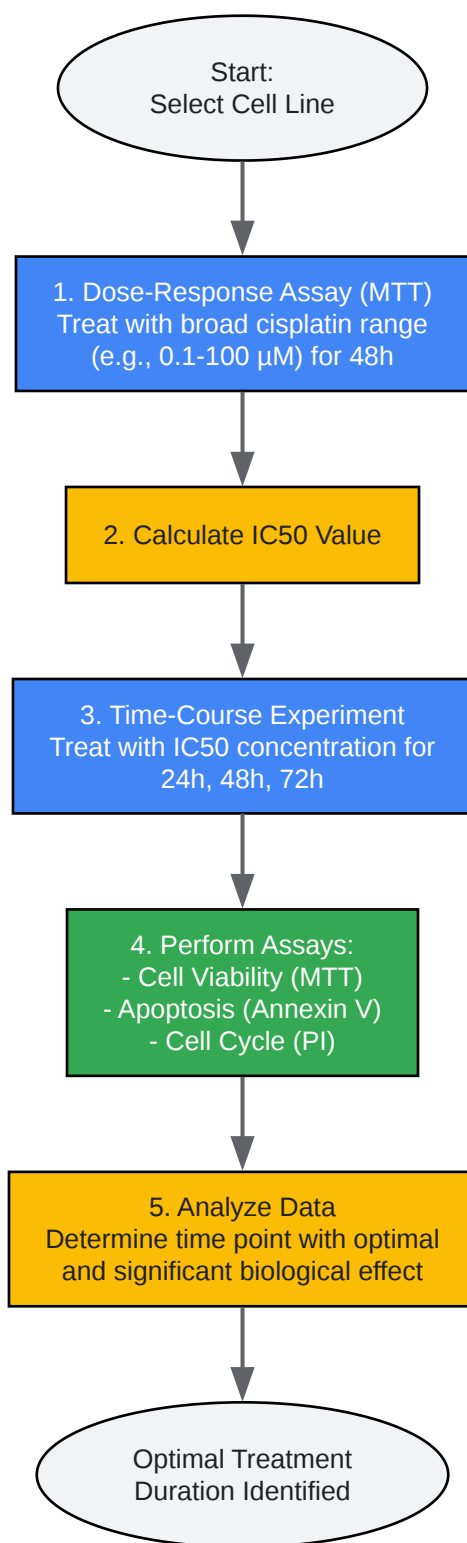 Start:
Select Cell Line
1. Dose-Response Assay (MTT)
Treat with broad cisplatin range
(e.g., 0.1-100 µM) for 48h
2. Calculate IC50 Value
3. Time-Course Experiment
Treat with IC50 concentration for
24h, 48h, 72h
4. Perform Assays:
- Cell Viability (MTT)
- Apoptosis (Annexin V)
- Cell Cycle (PI)
5. Analyze Data
Determine time point with optimal
and significant biological effect
Optimal Treatment
Duration Identified